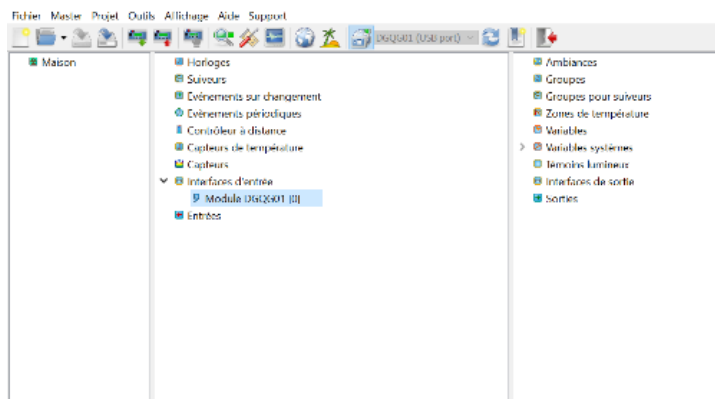 Fichier Master Projet Outils Affichage Aide Support
DGQG01 (USB port)
Maison
Horloges
Suiveurs
Evénements sur changement
Evènements périodiques
Contrôleur à distance
Capteurs de température
Capteurs
Interfaces d'entrée
Module DGQG01 [0]
Entrées
Ambiances
Groupes
Groupes pour suiveurs
Zones de température
Variables
Variables systèmes
Témoins lumineux
Interfaces de sortie
Sorties